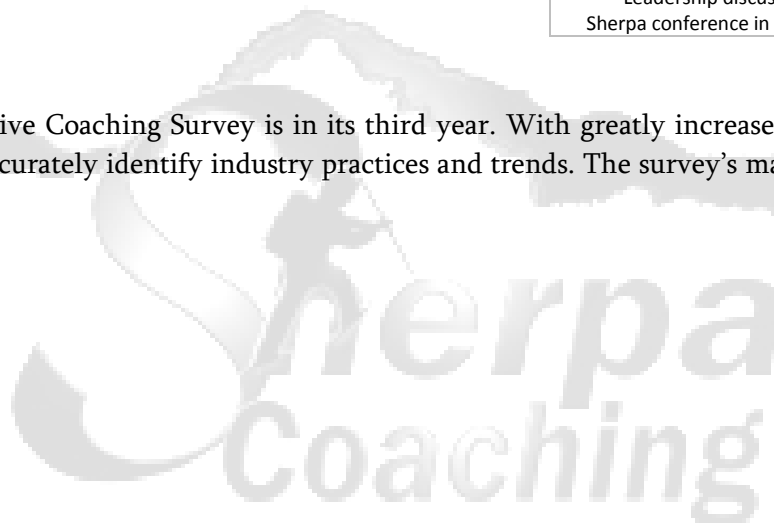 Leadership discus
Sherpa conference in
ive Coaching Survey is in its third year. With greatly increase
curately identify industry practices and trends. The survey's ma
Sherpa
Coaching